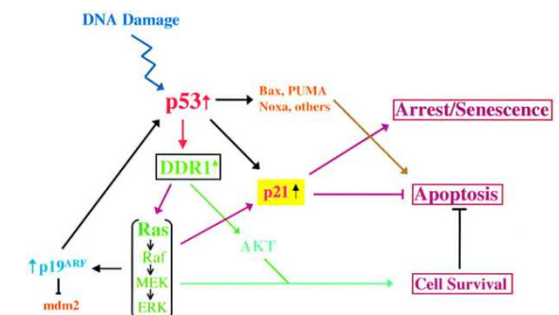 DNA Damage
p53↑
Bax, PUMA
Noxa, others
Arrest/Senescence
DDR1↑
p21↑
Apoptosis
Ras
AKT
Raf
↑p19ARF
MEK
Cell Survival
mdm2
ERK